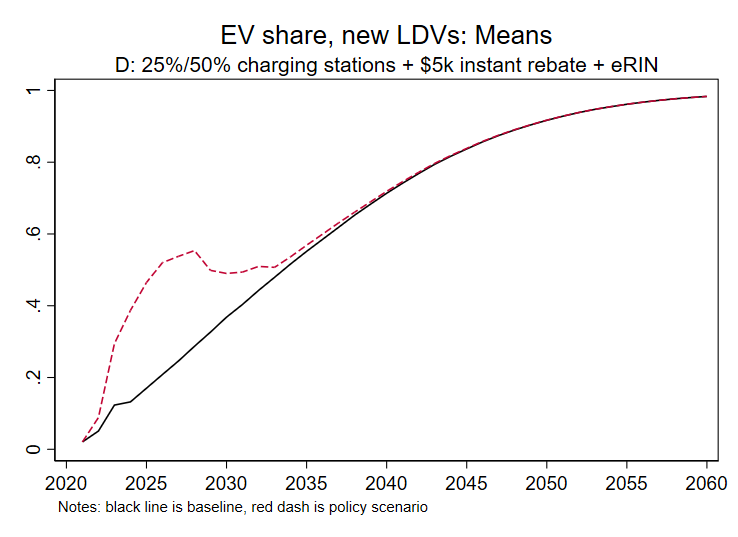 EV share, new LDVs: Means
D: 25%/50% charging stations + $5k instant rebate + eRIN
1
.8
.6
.4
.2
0
2020 2025 2030 2035 2040 2045 2050 2055 2060
Notes: black line is baseline, red dash is policy scenario